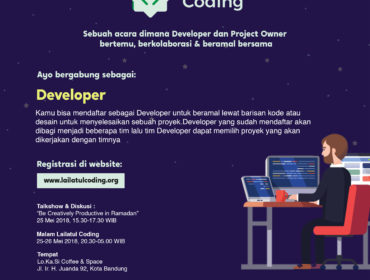 Coding
Sebuah acara dimana Developer dan Project Owner
bertemu, berkolaborasi & beramal bersama
Ayo bergabung sebagai:
Developer
Kamu bisa mendaftar sebagai Developer untuk beramal lewat barisan kode atau
desain untuk menyelesaikan sebuah proyek.Developer yang sudah mendaftar akan
dibagi menjadi beberapa tim lalu tim Developer dapat memilih proyek yang akan
dikerjakan dengan timnya
Registrasi di website:
www.lailatulcoding.org
Talkshow & Diskusi :
"Be Creatively Productive in Ramadan"
25 Mei 2018, 15.30-17.30 WIB
Malam Lailatul Coding
25-26 Mei 2018, 20.30-05.00 WIB
Tempat
Lo.Ka.Si Coffee & Space
Jl. Ir. H. Juanda 92, Kota Bandung